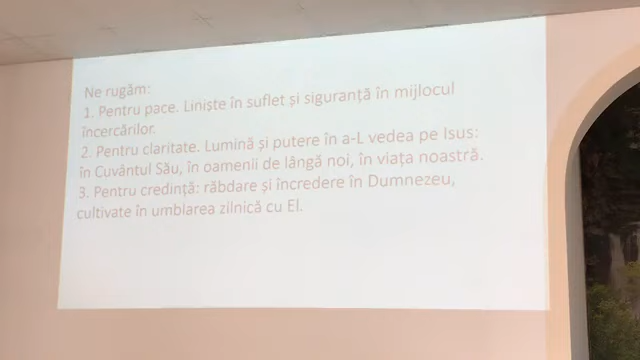 Ne rugăm:
1. Pentru pace. Liniște în suflet și siguranță în mijlocul
încercărilor.
2. Pentru claritate. Lumină și putere în a-L vedea pe Isus:
în Cuvântul Său, în oamenii de lângă noi, în viața noastră.
3. Pentru credință: răbdare și încredere în Dumnezeu,
cultivate în umblarea zilnică cu El.